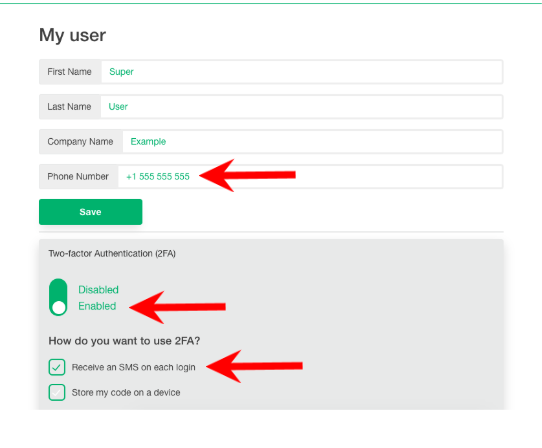 My user
First Name Super
Last Name User
Company Name Example
Phone Number +1 555 555 555
Save
Two-factor Authentication (2FA)
Disabled
Enabled
How do you want to use 2FA?
Receive an SMS on each login
Store my code on a device